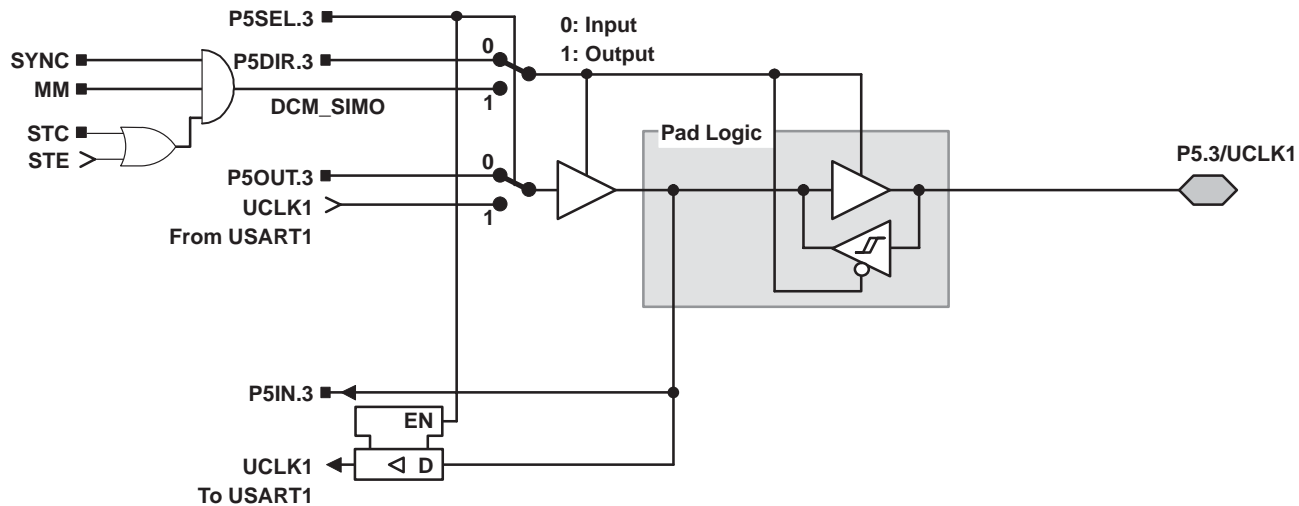 P5SEL.3
0: Input
1: Output
SYNC
P5DIR.3
0
MM
DCM_SIMO
1
STC
STE
Pad Logic
P5.3/UCLK1
P5OUT.3
0
UCLK1
1
From USART1
P5IN.3
EN
UCLK1
D
To USART1